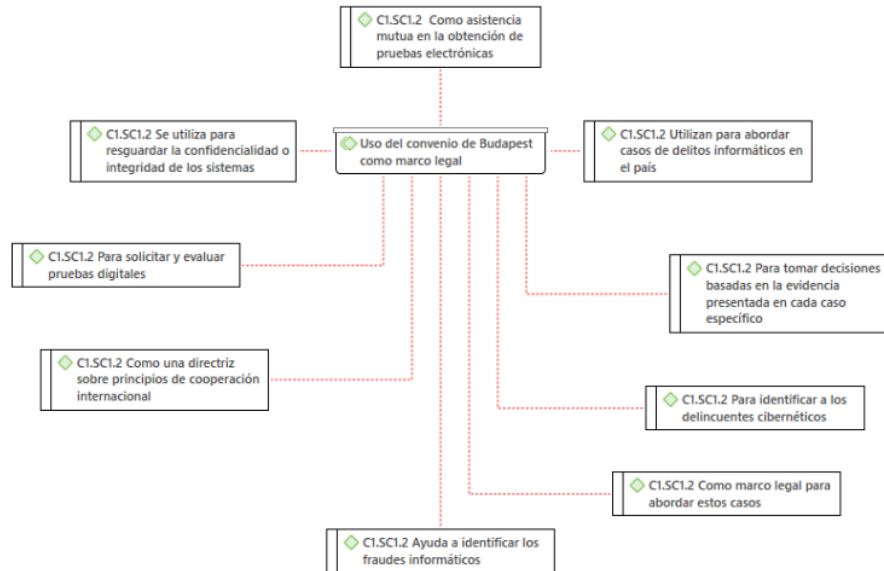 C1.SC1.2 Como asistencia
mutua en la obtención de
pruebas electrónicas
C1.SC1.2 Se utiliza para
resguardar la confidencialidad o
integridad de los sistemas
Uso del convenio de Budapest
como marco legal
C1.SC1.2 Utilizan para abordar
casos de delitos informáticos en
el país
C1.SC1.2 Para solicitar y evaluar
pruebas digitales
C1.SC1.2 Para tomar decisiones
basadas en la evidencia
presentada en cada caso
específico
C1.SC1.2 Como una directriz
sobre principios de cooperación
internacional
C1.SC1.2 Para identificar a los
delincuentes cibernéticos
C1.SC1.2 Como marco legal para
abordar estos casos
C1.SC1.2 Ayuda a identificar los
fraudes informáticos